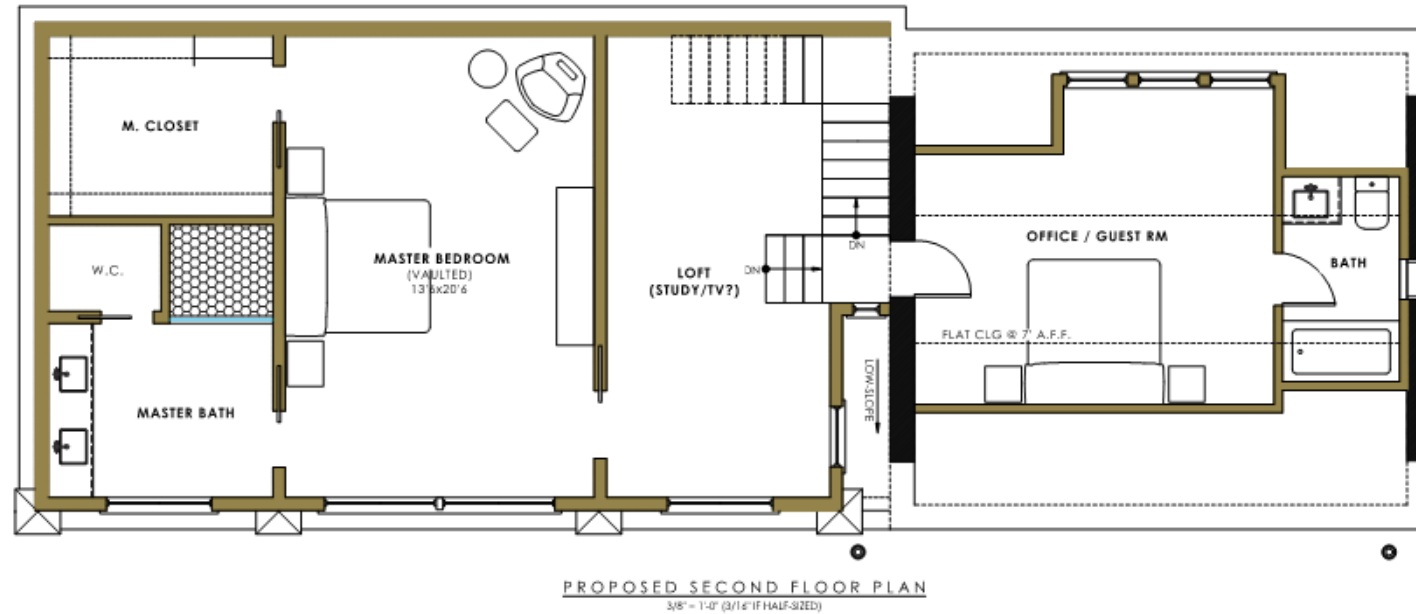 M. CLOSET
W.C.
MASTER BEDROOM
(VAULTED)
13'6x20'6
MASTER BATH
LOFT
(STUDY/TV?)
DN
DN
LOW-SLOPE
OFFICE / GUEST RM
BATH
FLAT CLG @ 7' A.F.F.
PROPOSED SECOND FLOOR PLAN
3/8" = 1'-0" (3/16" IF HALF-SIZED)